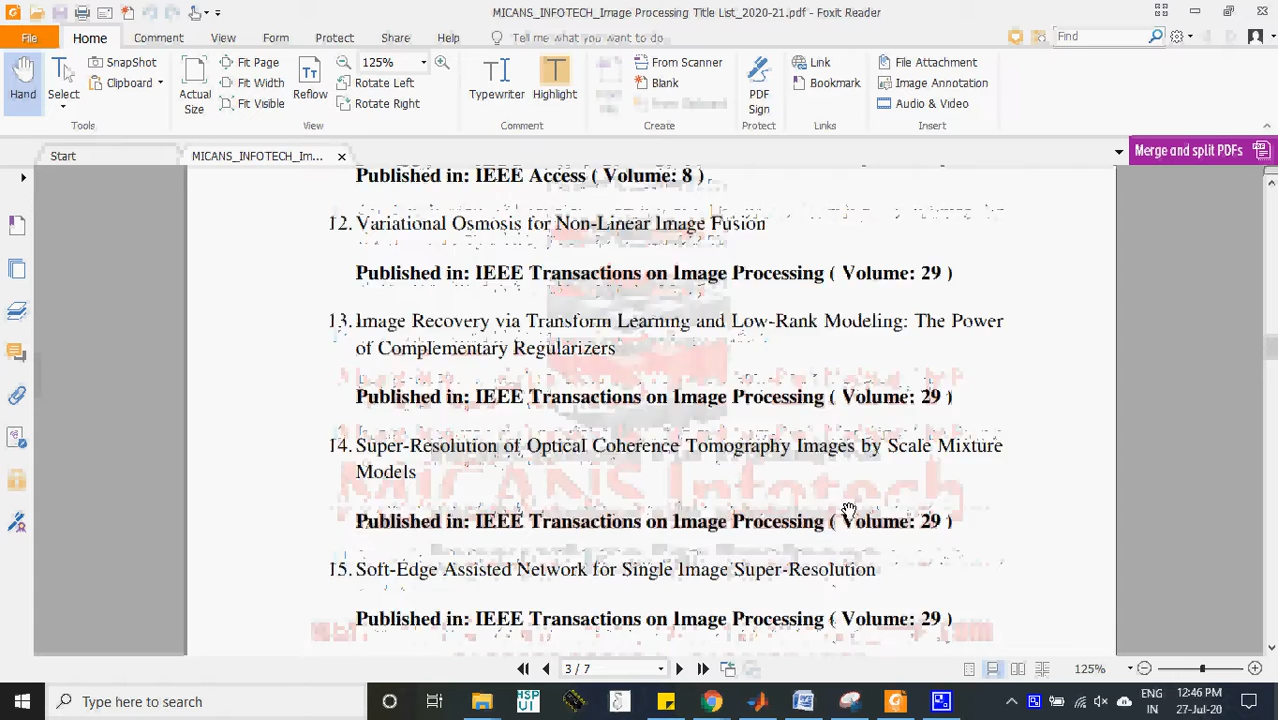 MICANS_INFOTECH_Image Processing Title List_2020-21.pdf - Foxit Reader
File Home Comment View Form Protect Share Help Tell me what you want to do Find
SnapShot Fit Page 125% Rotate Left From Scanner Link File Attachment
Clipboard Fit Width Rotate Right Blank Bookmark Image Annotation
Hand Select Actual Size Fit Visible Reflow Typewriter Highlight PDF Sign Audio & Video
Tools View Comment Create Protect Links Insert
Start MICANS_INFOTECH_Im... Merge and split PDFs
Published in: IEEE Access ( Volume: 8 )
12. Variational Osmosis for Non-Linear Image Fusion
Published in: IEEE Transactions on Image Processing ( Volume: 29 )
13. Image Recovery via Transform Learning and Low-Rank Modeling: The Power
of Complementary Regularizers
Published in: IEEE Transactions on Image Processing ( Volume: 29 )
14. Super-Resolution of Optical Coherence Tomography Images by Scale Mixture
Models
MICANS Infotech
Published in: IEEE Transactions on Image Processing ( Volume: 29 )
15. Soft-Edge Assisted Network for Single Image Super-Resolution
Published in: IEEE Transactions on Image Processing ( Volume: 29 )
3 / 7 125%
Type here to search HSP UI ENG 12:46 PM
IN 27-Jul-20